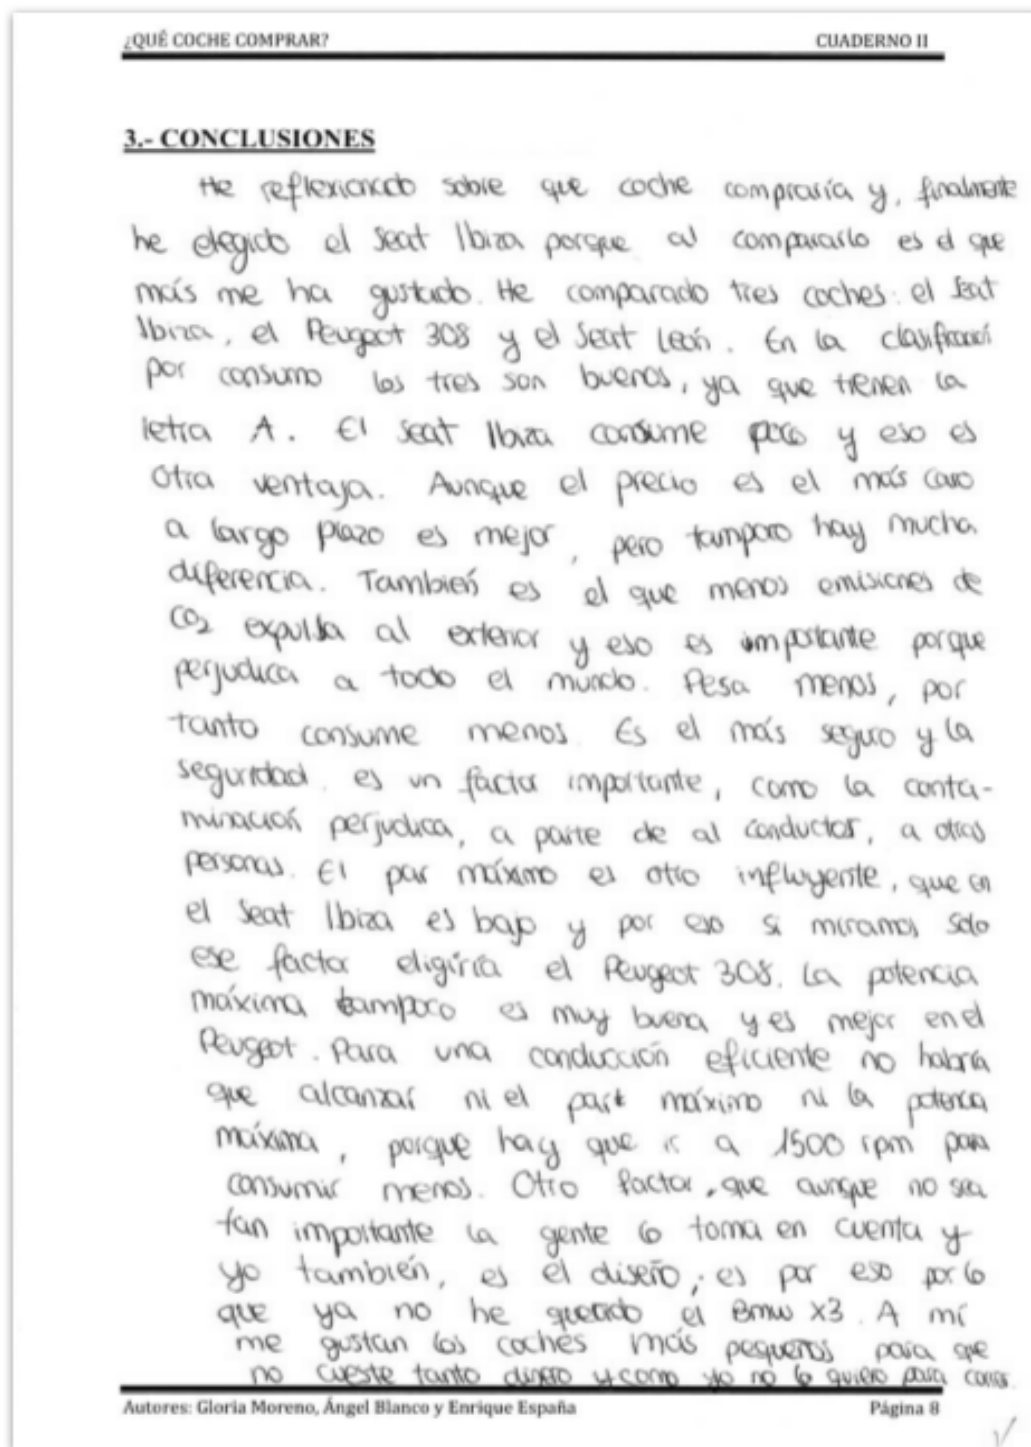 ¿QUÉ COCHE COMPRAR? CUADERNO II
3.- CONCLUSIONES
He reflexionado sobre que coche compraría y, finalmente
he elegido el Seat Ibiza porque al compararlo es el que
más me ha gustado. He comparado tres coches: el Seat
Ibiza, el Peugeot 308 y el Seat León. En la clasificaci
por consumo los tres son buenos, ya que tienen la
letra A. El Seat Ibiza consume poco y eso es
otra ventaja. Aunque el precio es el más caro
a largo plazo es mejor, pero tampoco hay mucha
diferencia. También es el que menos emisiones de
CO2 expulsa al exterior y eso es importante porque
perjudica a todo el mundo. Pesa menos, por
tanto consume menos. Es el más seguro y la
seguridad es un factor importante, como la conta-
minación perjudica, a parte de al conductor, a otras
personas. El par máximo es otro influyente, que en
el Seat Ibiza es bajo y por eso si miramos solo
ese factor eligiría el Peugeot 308. La potencia
máxima tampoco es muy buena y es mejor en el
Peugeot. Para una conducción eficiente no habría
que alcanzar ni el part máximo ni la potencia
máxima, porque hay que ir a 1500 rpm para
consumir menos. Otro factor, que aunque no sea
tan importante la gente lo toma en cuenta y
yo también, es el diseño; es por eso por lo
que ya no he querido el Bmw X3. A mí
me gustan los coches más pequeños para que
no cueste tanto dinero y como yo no lo quiero para correr.
Autores: Gloria Moreno, Ángel Blanco y Enrique España Página 8